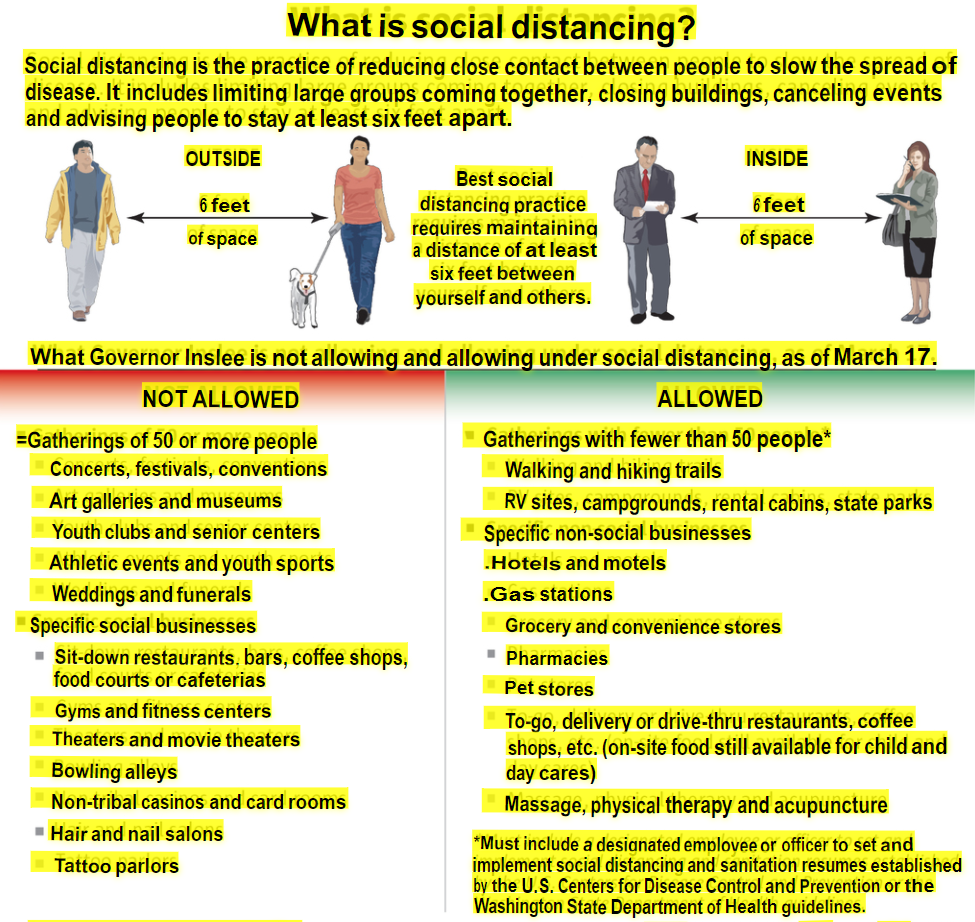 What is social distancing?
Social distancing is the practice of reducing close contact between people to slow the spread of
disease. It includes limiting large groups coming together, closing buildings, canceling events
and advising people to stay at least six feet apart.
OUTSIDE
6 feet
of space
Best social
distancing practice
requires maintaining
a distance of at least
six feet between
yourself and others.
INSIDE
6 feet
of space
What Governor Inslee is not allowing and allowing under social distancing, as of March 17.
NOT ALLOWED
=Gatherings of 50 or more people
Concerts, festivals, conventions
Art galleries and museums
Youth clubs and senior centers
Athletic events and youth sports
Weddings and funerals
Specific social businesses
Sit-down restaurants, bars, coffee shops,
food courts or cafeterias
Gyms and fitness centers
Theaters and movie theaters
Bowling alleys
Non-tribal casinos and card rooms
Hair and nail salons
Tattoo parlors
ALLOWED
Gatherings with fewer than 50 people*
Walking and hiking trails
RV sites, campgrounds, rental cabins, state parks
Specific non-social businesses
.Hotels and motels
.Gas stations
Grocery and convenience stores
Pharmacies
Pet stores
To-go, delivery or drive-thru restaurants, coffee
shops, etc. (on-site food still available for child and
day cares)
Massage, physical therapy and acupuncture
*Must include a designated employee or officer to set and
implement social distancing and sanitation resumes established
by the U.S. Centers for Disease Control and Prevention or the
Washington State Department of Health guidelines.